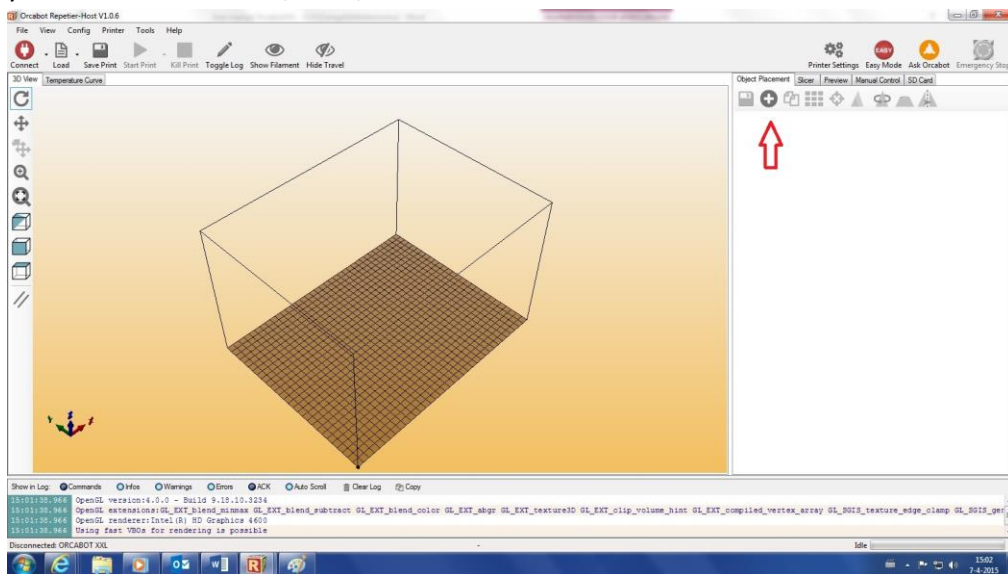 Orcabot Repetier-Host V1.0.6
File View Config Printer Tools Help
Connect Load Save Print Start Print Kill Print Toggle Log Show Filament Hide Travel Printer Settings Easy Mode Ask Orcabot Emergency Stop
EASY
3D View Temperature Curve Object Placement Slicer Preview Manual Control SD Card
Show in Log: Commands Infos Warnings Errors ACK Auto Scroll Clear Log Copy
15:01:38.966 OpenGL version:4.0.0 - Build 9.18.10.3234
15:01:38.966 OpenGL extensions:GL_EXT_blend_minmax GL_EXT_blend_subtract GL_EXT_blend_color GL_EXT_abgr GL_EXT_texture3D GL_EXT_clip_volume_hint GL_EXT_compiled_vertex_array GL_SGIS_texture_edge_clamp GL_SGIS_gen
15:01:38.966 OpenGL renderer:Intel(R) HD Graphics 4600
15:01:38.966 Using fast VBOs for rendering is possible
Disconnected: ORCABOT XXL - Idle
15:02
7-4-2015